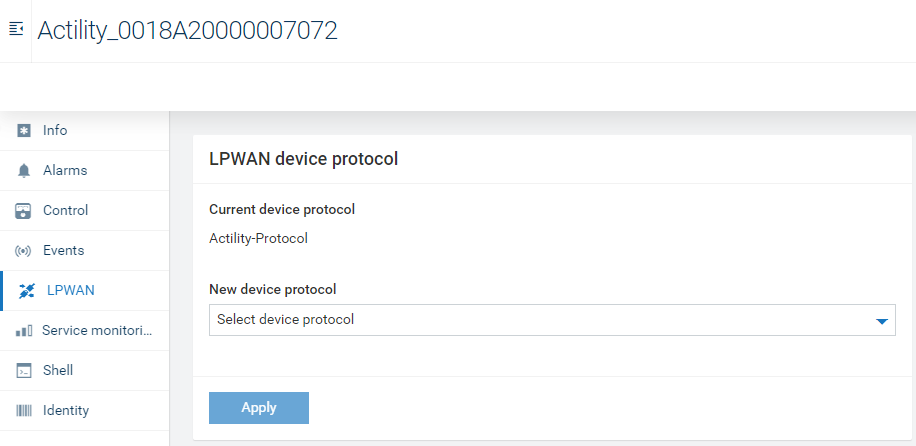 Actility_0018A20000007072
Info
Alarms
Control
Events
LPWAN
Service monitori...
Shell
Identity
LPWAN device protocol
Current device protocol
Actility-Protocol
New device protocol
Select device protocol
Apply